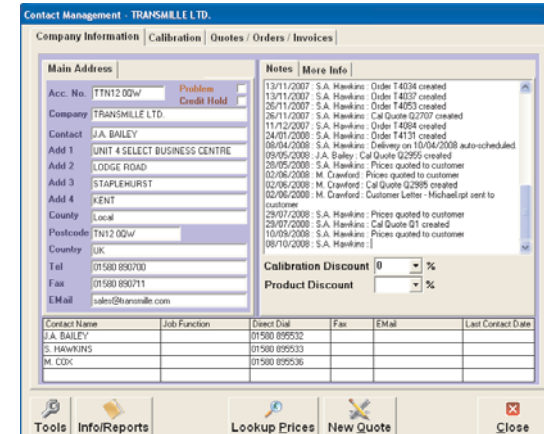 Contact Management - TRANSMILLE LTD.
Company Information Calibration Quotes / Orders / Invoices
Main Address
Acc. No. TTN12 0QW Problem
Credit Hold
Company TRANSMILLE LTD.
Contact J.A. BAILEY
Add 1 UNIT 4 SELECT BUSINESS CENTRE
Add 2 LODGE ROAD
Add 3 STAPLEHURST
Add 4 KENT
County Local
Postcode TN12 0QW
Country UK
Tel 01580 890700
Fax 01580 890711
EMail sales@transmille.com
Notes More Info
13/11/2007 : S.A. Hawkins : Order T4034 created
13/11/2007 : S.A. Hawkins : Order T4037 created
26/11/2007 : S.A. Hawkins : Order T4053 created
26/11/2007 : S.A. Hawkins : Cal Quote Q2707 created
11/12/2007 : S.A. Hawkins : Order T4084 created
24/01/2008 : S.A. Hawkins : Order T4131 created
08/04/2008 : S.A. Hawkins : Delivery on 10/04/2008 auto-scheduled.
09/05/2008 : J.A. Bailey : Cal Quote Q2955 created
28/05/2008 : S.A. Hawkins : Prices quoted to customer
02/06/2008 : M. Crawford : Prices quoted to customer
02/06/2008 : M. Crawford : Cal Quote Q2985 created
02/06/2008 : M. Crawford : Customer Letter - Michael.rpt sent to
customer
29/07/2008 : S.A. Hawkins : Prices quoted to customer
29/07/2008 : S.A. Hawkins : Cal Quote Q1 created
10/09/2008 : S.A. Hawkins : Prices quoted to customer
08/10/2008 : S.A. Hawkins :
Calibration Discount 0 %
Product Discount %
Contact Name Job Function Direct Dial Fax EMail Last Contact Date
J.A. BAILEY 01580 895532
S. HAWKINS 01580 895533
M. COX 01580 895536
Tools Info/Reports Lookup Prices New Quote Close